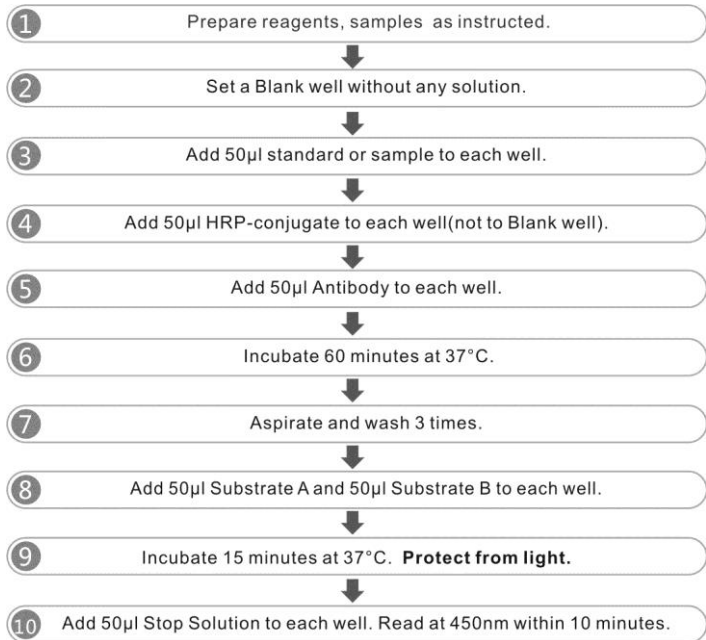 1 Prepare reagents, samples as instructed.
2 Set a Blank well without any solution.
3 Add 50μl standard or sample to each well.
4 Add 50μl HRP-conjugate to each well(not to Blank well).
5 Add 50μl Antibody to each well.
6 Incubate 60 minutes at 37°C.
7 Aspirate and wash 3 times.
8 Add 50μl Substrate A and 50μl Substrate B to each well.
9 Incubate 15 minutes at 37°C. Protect from light.
10 Add 50μl Stop Solution to each well. Read at 450nm within 10 minutes.